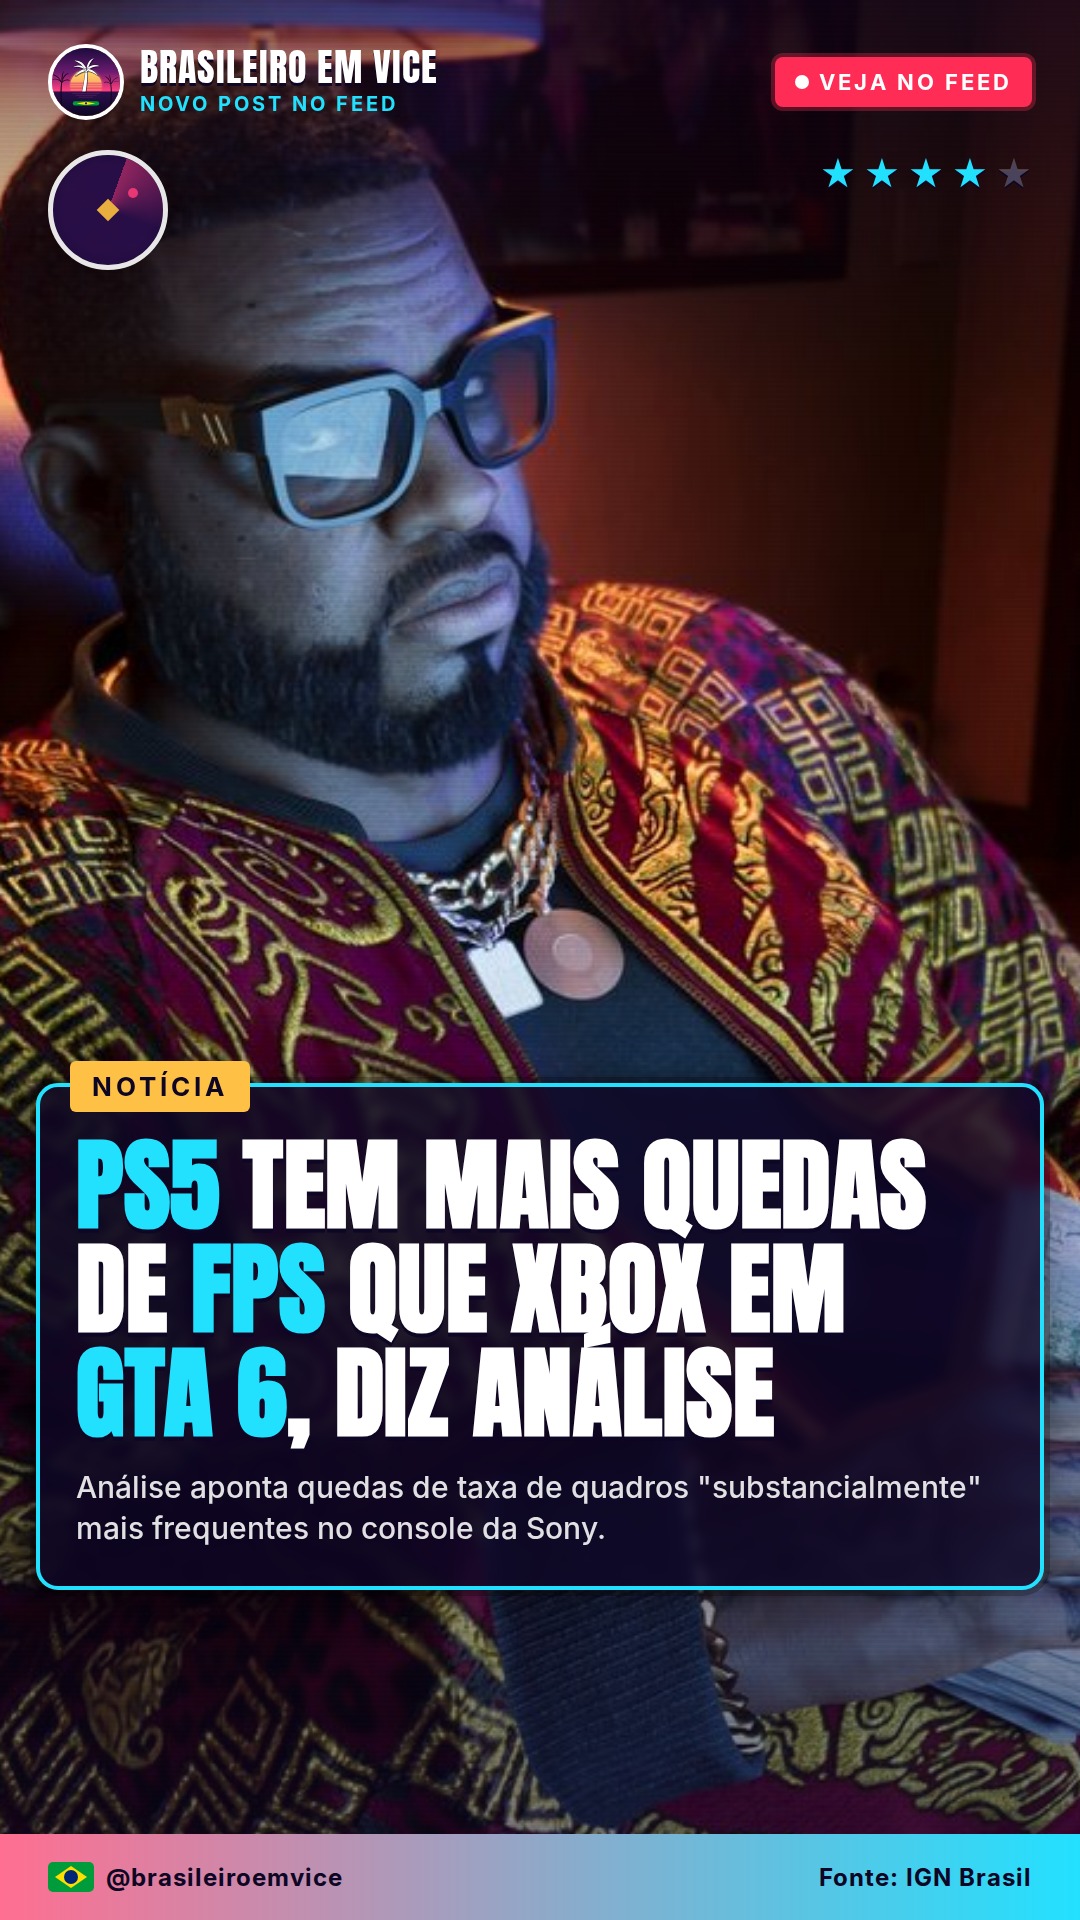 BRASILEIRO EM VICE
NOVO POST NO FEED
VEJA NO FEED
NOTÍCIA
PS5 TEM MAIS QUEDAS
DE FPS QUE XBOX EM
GTA 6, DIZ ANÁLISE
Análise aponta quedas de taxa de quadros "substancialmente"
mais frequentes no console da Sony.
@brasileiroemvice
Fonte: IGN Brasil